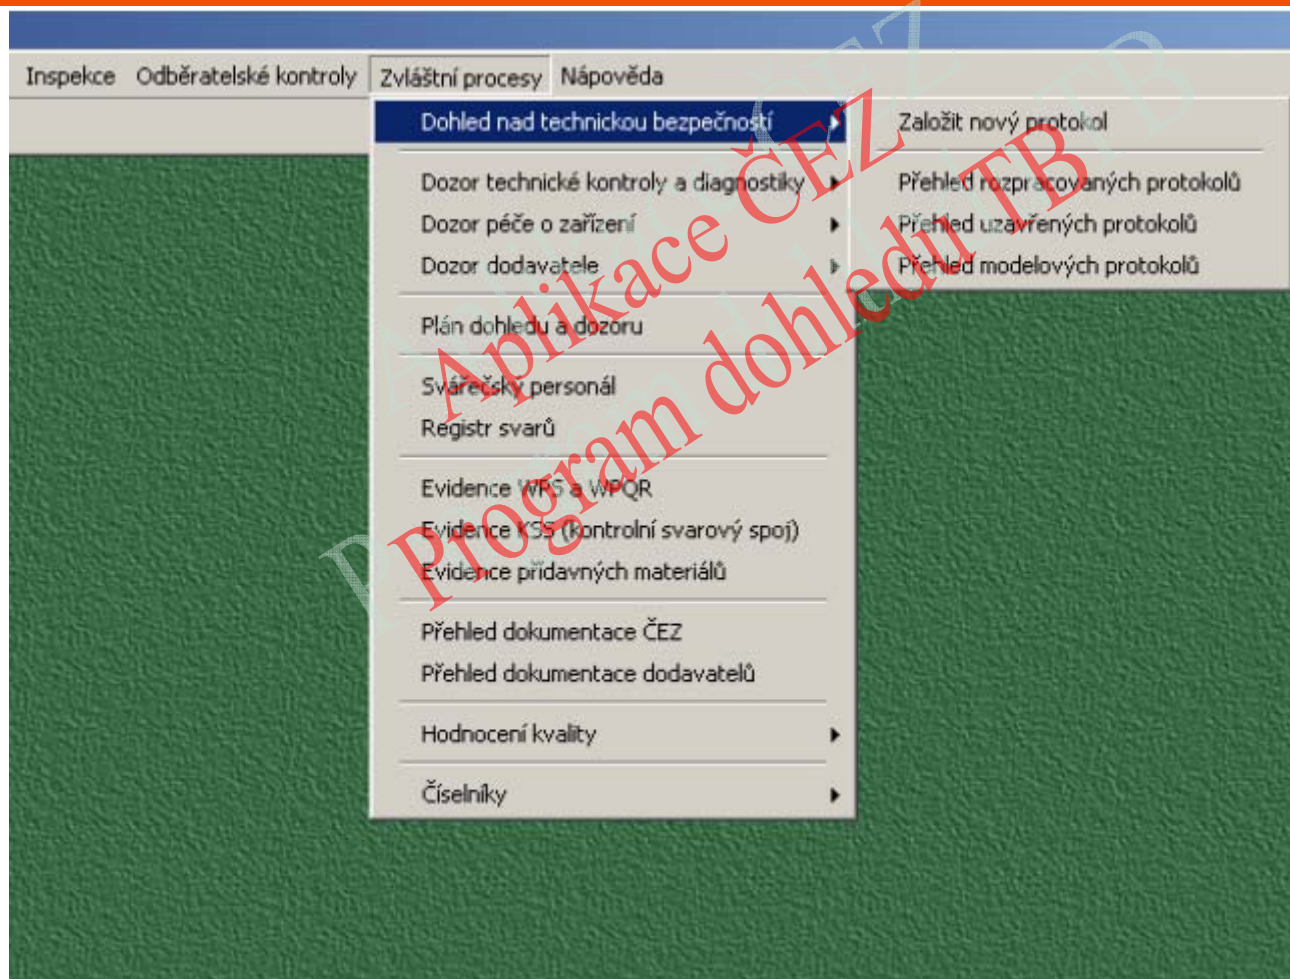 Inspekce Odběratelské kontroly Zvláštní procesy Nápověda
Dohled nad technickou bezpečností
Dozor technické kontroly a diagnostiky
Dozor péče o zařízení
Dozor dodavatele
Plán dohledu a dozoru
Svářečský personál
Registr svarů
Evidence WPS a WPQR
Evidence KSS (kontrolní svarový spoj)
Evidence přídavných materiálů
Přehled dokumentace ČEZ
Přehled dokumentace dodavatelů
Hodnocení kvality
Číselníky
Založit nový protokol
Přehled rozpracovaných protokolů
Přehled uzavřených protokolů
Přehled modelových protokolů
Aplikace ČEZ
Program dohledu TB